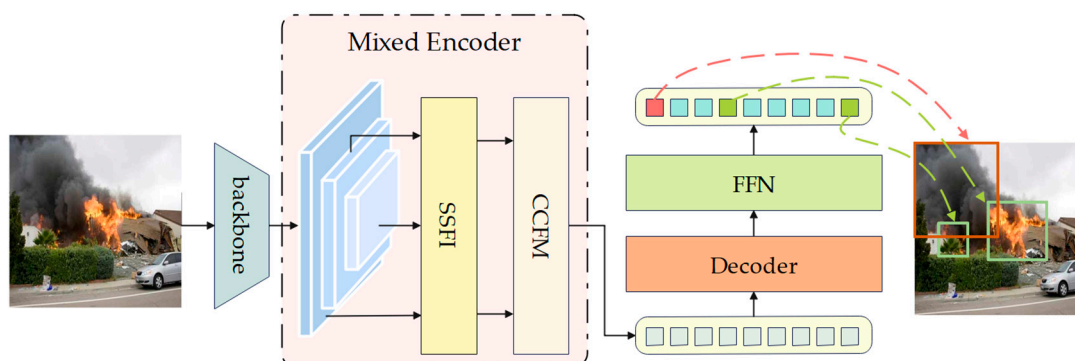 Mixed Encoder
backbone
SSFI
CCFM
FFN
Decoder